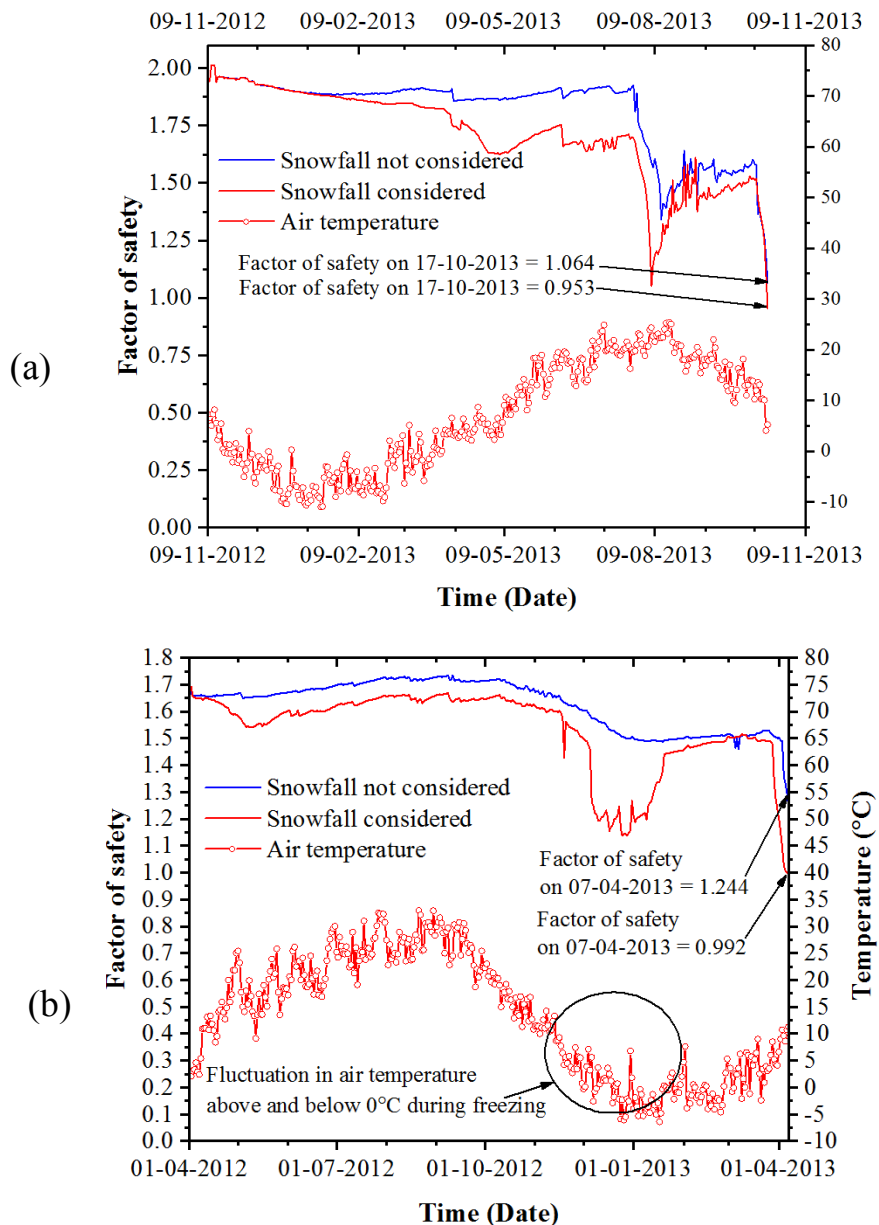 09-11-2012 09-02-2013 09-05-2013 09-08-2013 09-11-2013
(a)
Factor of safety
2.00
1.75
1.50
1.25
1.00
0.75
0.50
0.25
0.00
80
70
60
50
40
30
20
10
0
-10
Snowfall not considered
Snowfall considered
Air temperature
Factor of safety on 17-10-2013 = 1.064
Factor of safety on 17-10-2013 = 0.953
09-11-2012 09-02-2013 09-05-2013 09-08-2013 09-11-2013
Time (Date)
(b)
Factor of safety
1.8
1.7
1.6
1.5
1.4
1.3
1.2
1.1
1.0
0.9
0.8
0.7
0.6
0.5
0.4
0.3
0.2
0.1
0.0
80
75
70
65
60
55
50
45
40
35
30
25
20
15
10
5
0
-5
-10
Temperature (°C)
Snowfall not considered
Snowfall considered
Air temperature
Factor of safety
on 07-04-2013 = 1.244
Factor of safety
on 07-04-2013 = 0.992
Fluctuation in air temperature
above and below 0°C during freezing
01-04-2012 01-07-2012 01-10-2012 01-01-2013 01-04-2013
Time (Date)